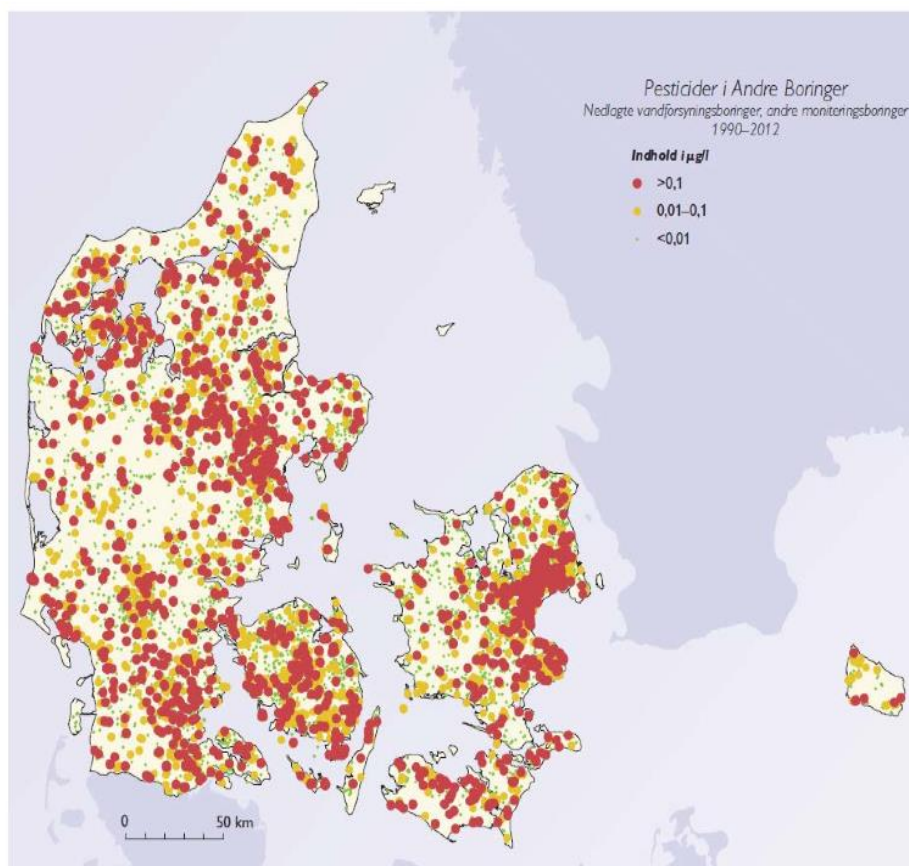 Pesticider i Andre Boringer
Nedlagte vandforsyningsboringer, andre moniteringsboringer
1990–2012
Indhold i µg/l
>0,1
0,01–0,1
<0,01
0 50 km